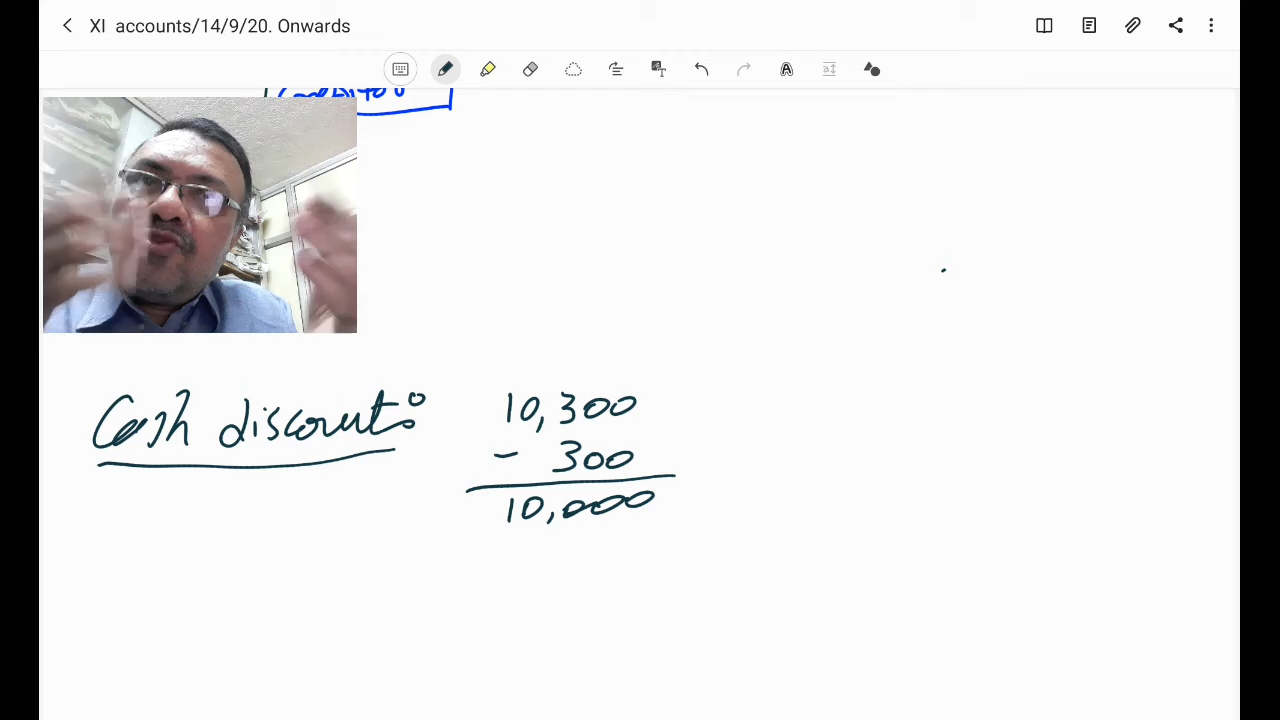 XI accounts/14/9/20. Onwards
Cash discount:
10,300
- 300
10,000